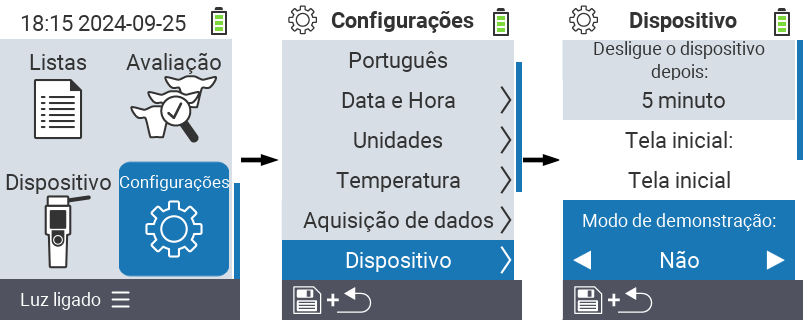 18:15 2024-09-25
Listas
Avaliação
Dispositivo
Configurações
Luz ligado
Configurações
Português
Data e Hora
Unidades
Temperatura
Aquisição de dados
Dispositivo
+
Dispositivo
Desligue o dispositivo
depois:
5 minuto
Tela inicial:
Tela inicial
Modo de demonstração:
Não
+